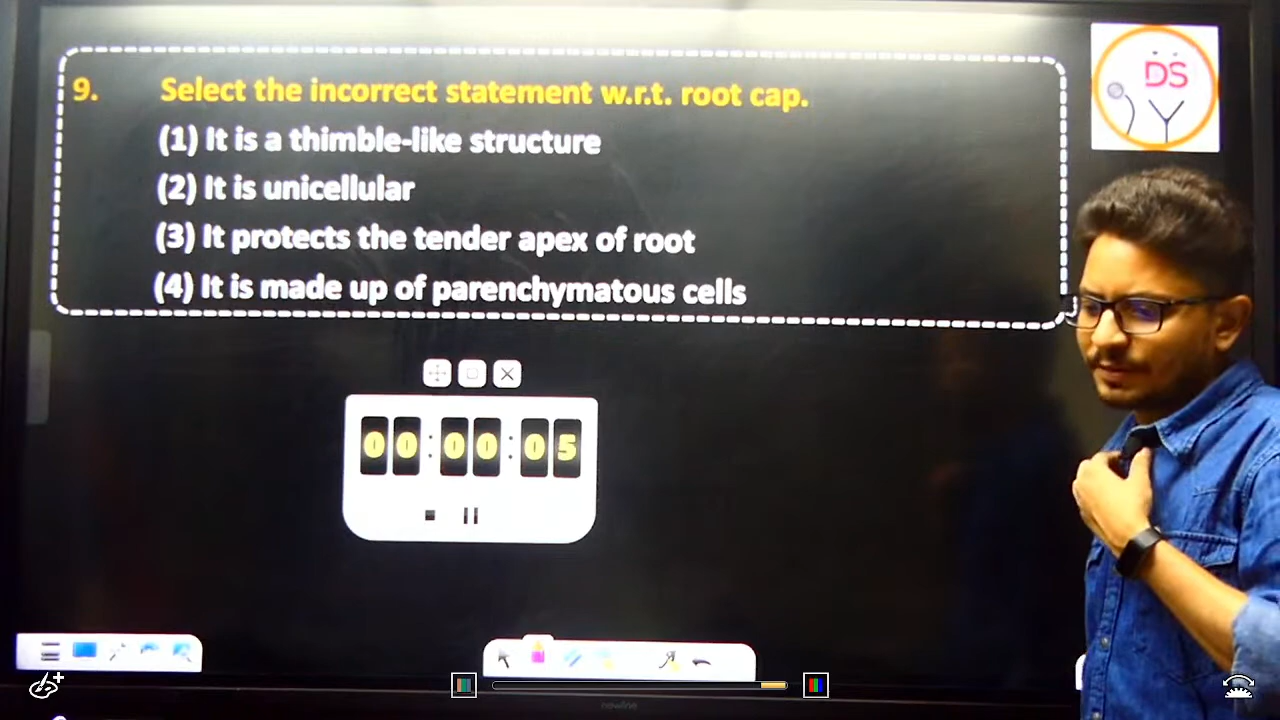 DS
9. Select the incorrect statement w.r.t. root cap.
(1) It is a thimble-like structure
(2) It is unicellular
(3) It protects the tender apex of root
(4) It is made up of parenchymatous cells
00:00:05
newline